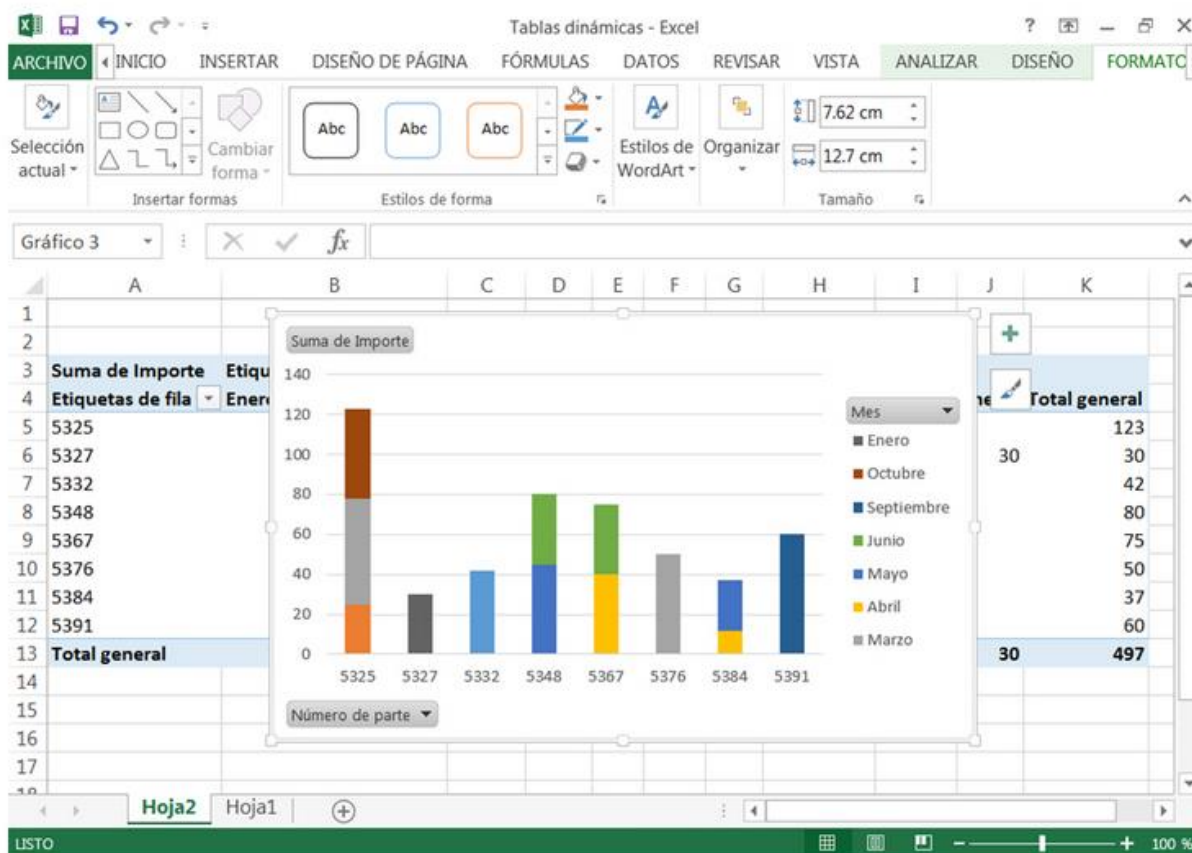 Tablas dinámicas - Excel
ARCHIVO INICIO INSERTAR DISEÑO DE PÁGINA FÓRMULAS DATOS REVISAR VISTA ANALIZAR DISEÑO FORMATO
Selección actual
Cambiar forma
Insertar formas
Abc Abc Abc
Estilos de forma
Estilos de WordArt
Organizar
7.62 cm
12.7 cm
Tamaño
Gráfico 3 fx
A B C D E F G H I J K
1
2
3 Suma de Importe Etiqu
4 Etiquetas de fila Total general
5 5325 123
6 5327 30 30
7 5332 42
8 5348 80
9 5367 75
10 5376 50
11 5384 37
12 5391 60
13 Total general 30 497
14
15
16
17
Suma de Importe
140
120
100
80
60
40
20
0
5325 5327 5332 5348 5367 5376 5384 5391
Número de parte
Mes
Enero
Octubre
Septiembre
Junio
Mayo
Abril
Marzo
Hoja2 Hoja1
LISTO 100 %